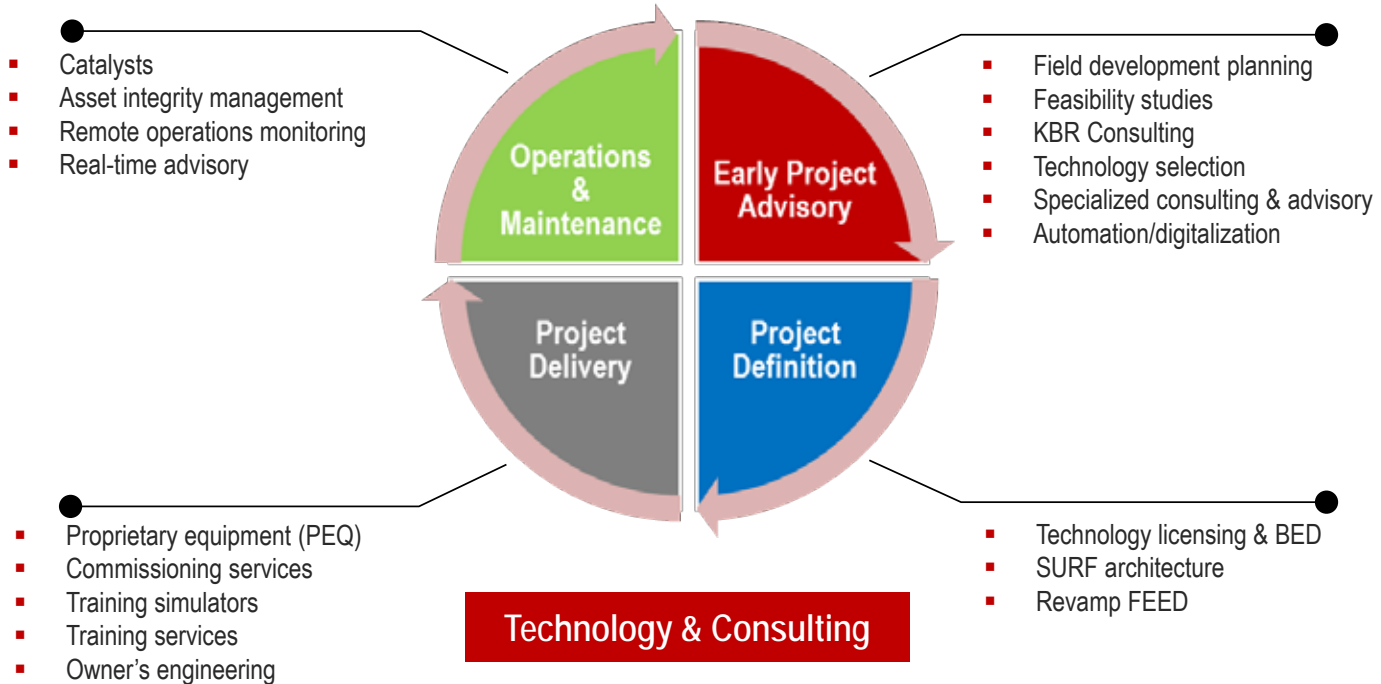 Catalysts
Asset integrity management
Remote operations monitoring
Real-time advisory
Operations
&
Maintenance
Early Project
Advisory
Field development planning
Feasibility studies
KBR Consulting
Technology selection
Specialized consulting & advisory
Automation/digitalization
Project
Delivery
Project
Definition
Proprietary equipment (PEQ)
Commissioning services
Training simulators
Training services
Owner's engineering
Technology & Consulting
Technology licensing & BED
SURF architecture
Revamp FEED